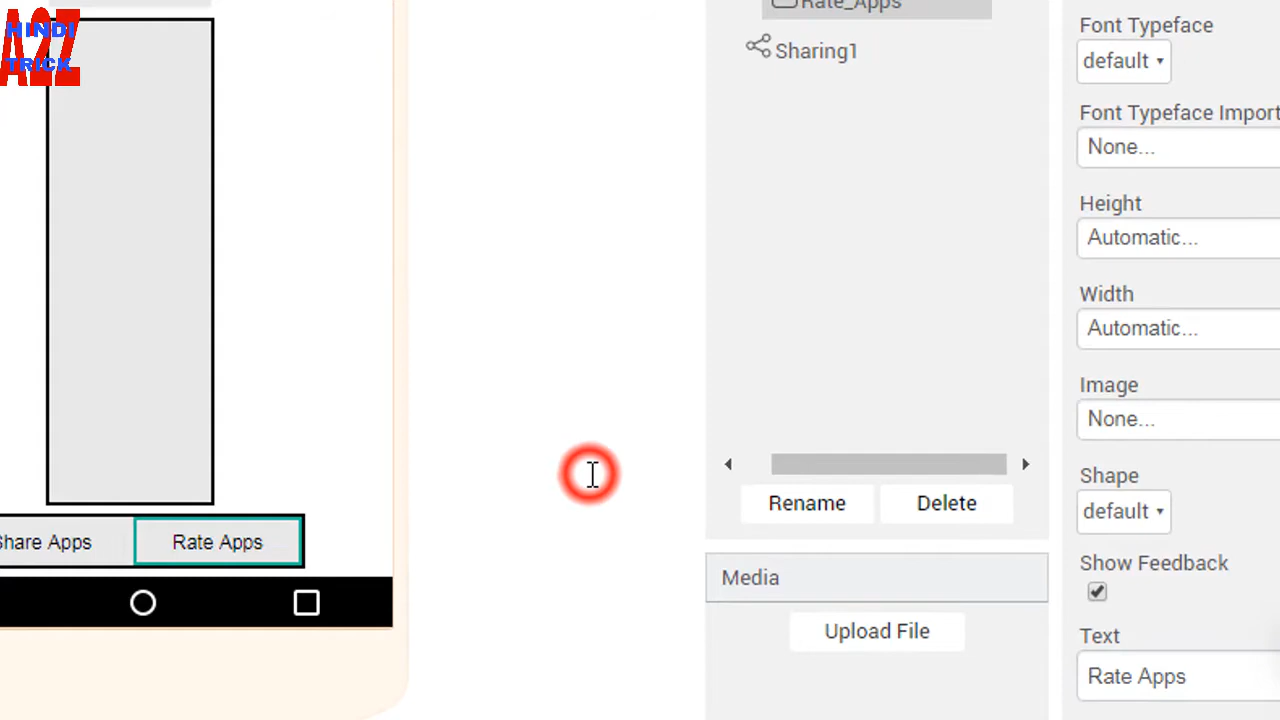 HINDI
A2Z
TRICK
Share Apps
Rate Apps
Rate_Apps
Sharing1
Rename
Delete
Media
Upload File
Font Typeface
default
Font Typeface Import
None...
Height
Automatic...
Width
Automatic...
Image
None...
Shape
default
Show Feedback
Text
Rate Apps